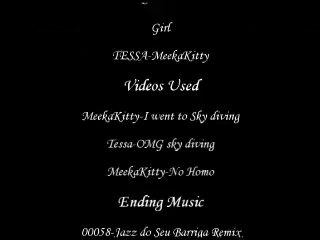 Girl
TESSA-MeekaKitty
Videos Used
MeekaKitty-I went to Sky diving
Tessa-OMG sky diving
MeekaKitty-No Homo
Ending Music
00058-Jazz do Seu Barriga Remix